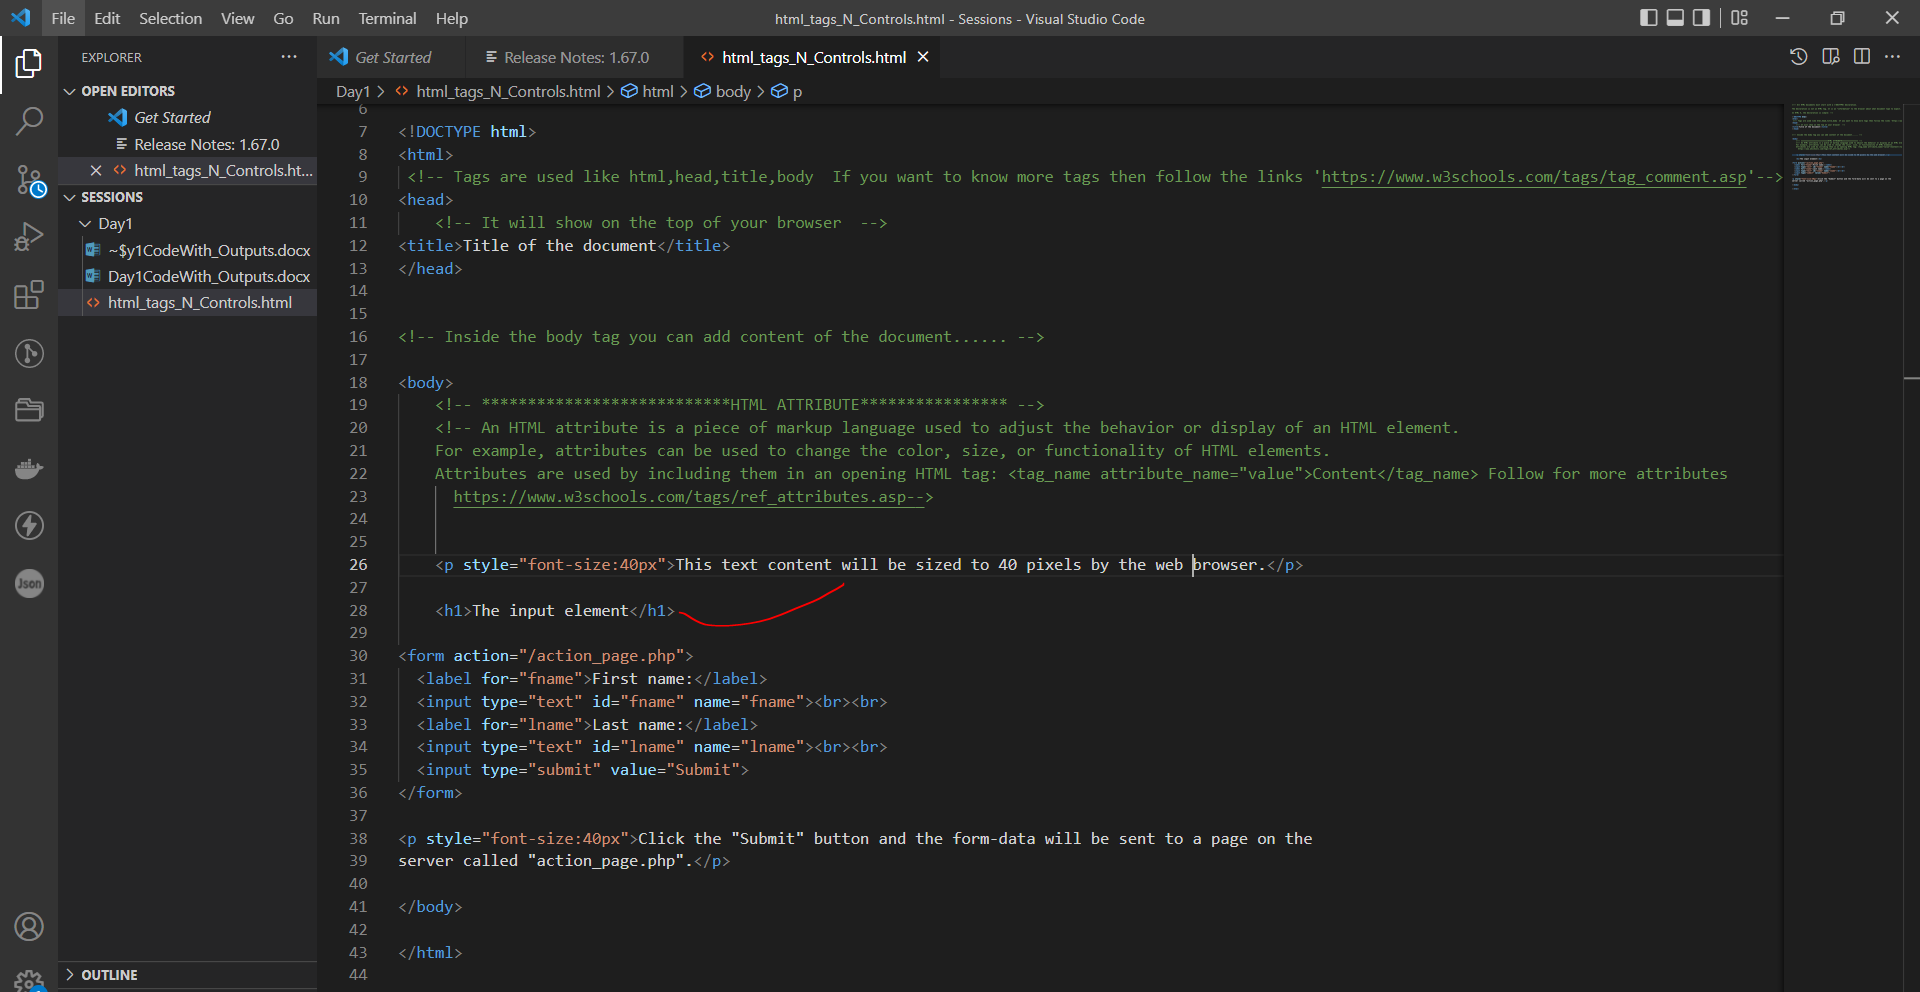 File Edit Selection View Go Run Terminal Help
html_tags_N_Controls.html - Sessions - Visual Studio Code
EXPLORER
OPEN EDITORS
Get Started
Release Notes: 1.67.0
html_tags_N_Controls.ht...
SESSIONS
Day1
~$y1CodeWith_Outputs.docx
Day1CodeWith_Outputs.docx
html_tags_N_Controls.html
Json
OUTLINE
Get Started
Release Notes: 1.67.0
html_tags_N_Controls.html
Day1 > html_tags_N_Controls.html > html > body > p
6
7 <!DOCTYPE html>
8 <html>
9 <!-- Tags are used like html,head,title,body  If you want to know more tags then follow the links 'https://www.w3schools.com/tags/tag_comment.asp'-->
10 <head>
11 <!-- It will show on the top of your browser  -->
12 <title>Title of the document</title>
13 </head>
14
15
16 <!-- Inside the body tag you can add content of the document...... -->
17
18 <body>
19 <!-- ***************************HTML ATTRIBUTE**************** -->
20 <!-- An HTML attribute is a piece of markup language used to adjust the behavior or display of an HTML element.
21 For example, attributes can be used to change the color, size, or functionality of HTML elements.
22 Attributes are used by including them in an opening HTML tag: <tag_name attribute_name="value">Content</tag_name> Follow for more attributes
23 https://www.w3schools.com/tags/ref_attributes.asp-->
24
25
26 <p style="font-size:40px">This text content will be sized to 40 pixels by the web browser.</p>
27
28 <h1>The input element</h1>
29
30 <form action="/action_page.php">
31 <label for="fname">First name:</label>
32 <input type="text" id="fname" name="fname"><br><br>
33 <label for="lname">Last name:</label>
34 <input type="text" id="lname" name="lname"><br><br>
35 <input type="submit" value="Submit">
36 </form>
37
38 <p style="font-size:40px">Click the "Submit" button and the form-data will be sent to a page on the
39 server called "action_page.php".</p>
40
41 </body>
42
43 </html>
44